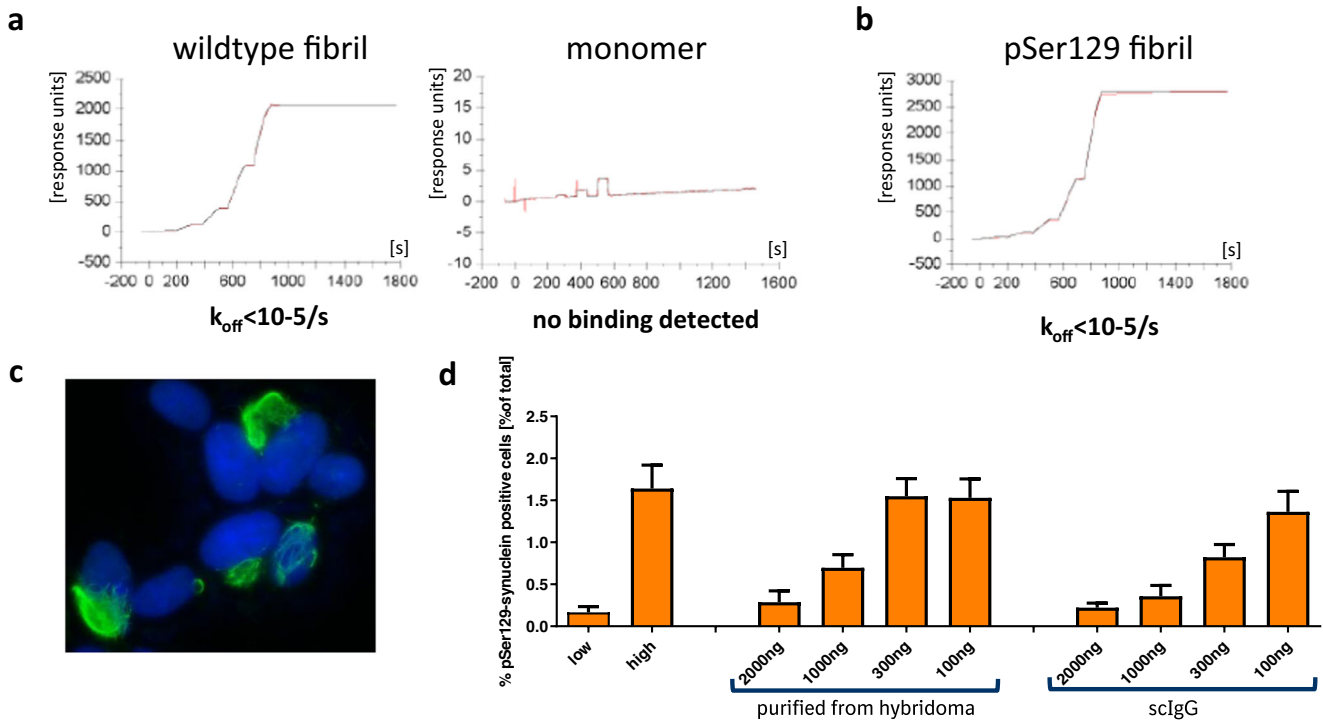 a
wildtype fibril
monomer
b
pSer129 fibril
[response units]
2500
2000
1500
1000
500
0
-500
-200 0 200 600 1000 1400 1800
[s]
k_off<10-5/s
[response units]
20
15
10
5
0
-5
-10
-200 0 200 400 600 800 1200 1600
[s]
no binding detected
[response units]
3000
2500
2000
1500
1000
500
0
-500
-200 0 200 600 1000 1400 1800
[s]
k_off<10-5/s
c
d
% pSer129-synuclein positive cells [%of total]
2.5
2.0
1.5
1.0
0.5
0.0
low
high
2000ng
1000ng
300ng
100ng
2000ng
1000ng
300ng
100ng
purified from hybridoma
scIgG